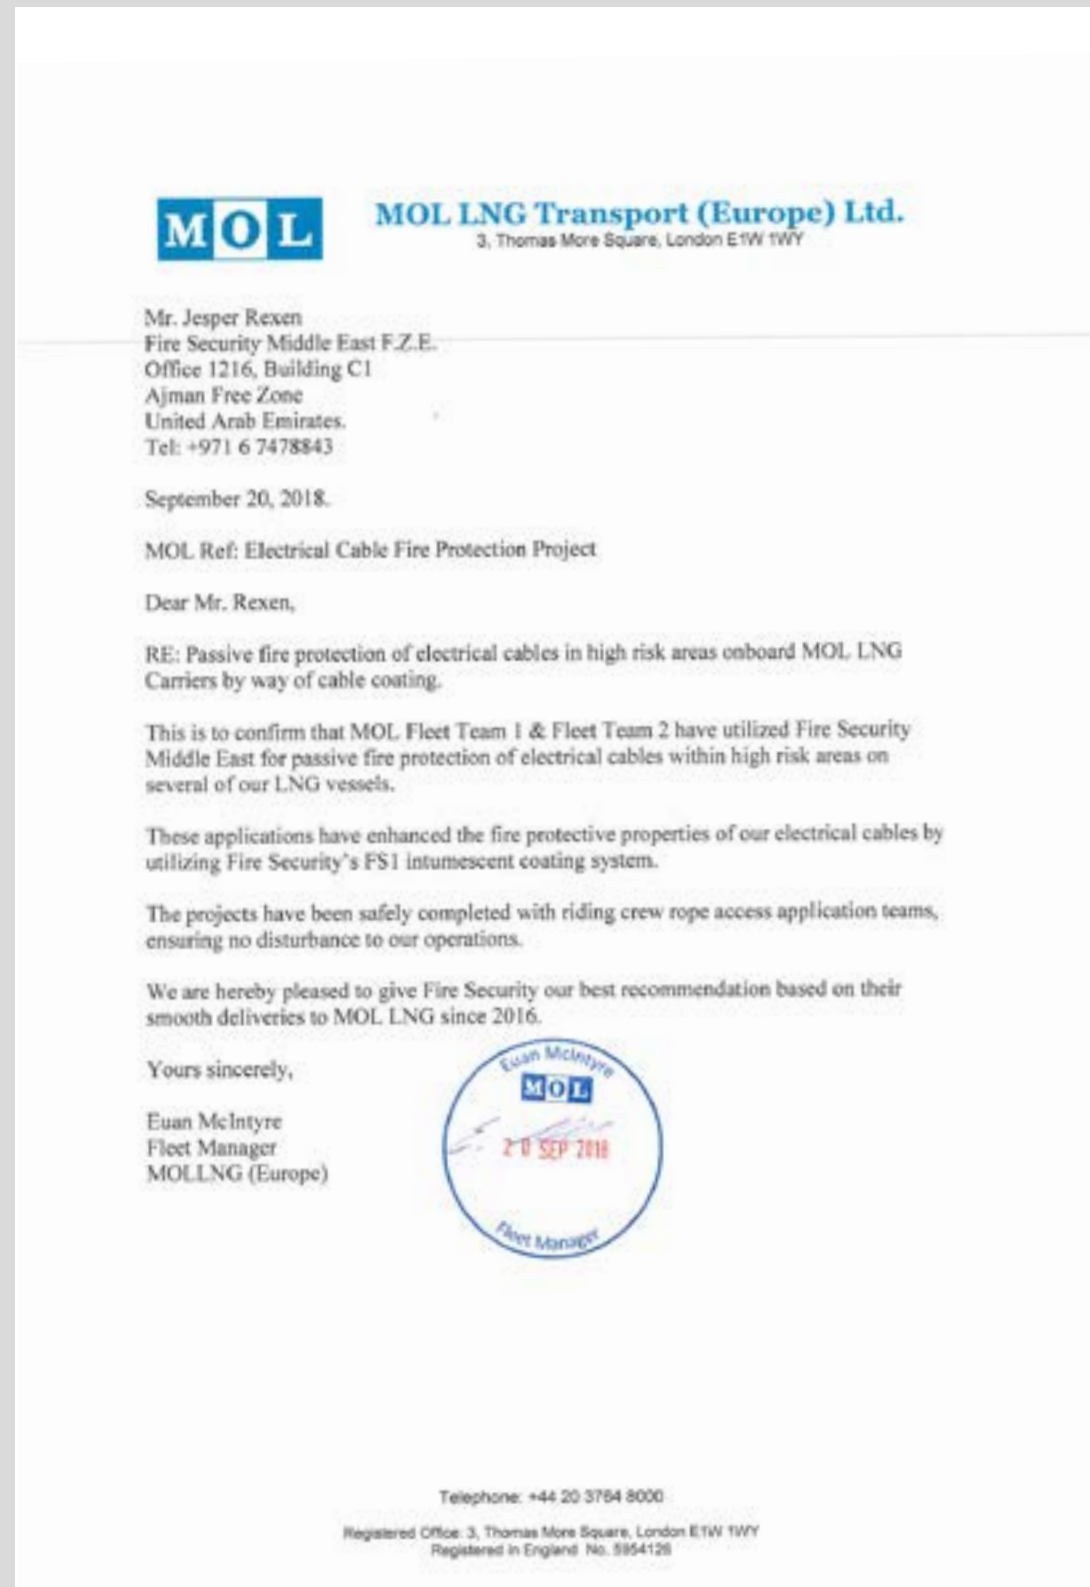 MOL
MOL LNG Transport (Europe) Ltd.
3, Thomas More Square, London E1W 1WY
Mr. Jesper Rexen
Fire Security Middle East F.Z.E.
Office 1216, Building C1
Ajman Free Zone
United Arab Emirates.
Tel: +971 6 7478843
September 20, 2018.
MOL Ref: Electrical Cable Fire Protection Project
Dear Mr. Rexen,
RE: Passive fire protection of electrical cables in high risk areas onboard MOL LNG
Carriers by way of cable coating.
This is to confirm that MOL Fleet Team 1 & Fleet Team 2 have utilized Fire Security
Middle East for passive fire protection of electrical cables within high risk areas on
several of our LNG vessels.
These applications have enhanced the fire protective properties of our electrical cables by
utilizing Fire Security's FS1 intumescent coating system.
The projects have been safely completed with riding crew rope access application teams,
ensuring no disturbance to our operations.
We are hereby pleased to give Fire Security our best recommendation based on their
smooth deliveries to MOL LNG since 2016.
Yours sincerely,
Euan McIntyre
Fleet Manager
MOLLNG (Europe)
Euan McIntyre
MOL
20 SEP 2018
Fleet Manager
Telephone: +44 20 3764 8000
Registered Office: 3, Thomas More Square, London E1W 1WY
Registered in England No. 5954126